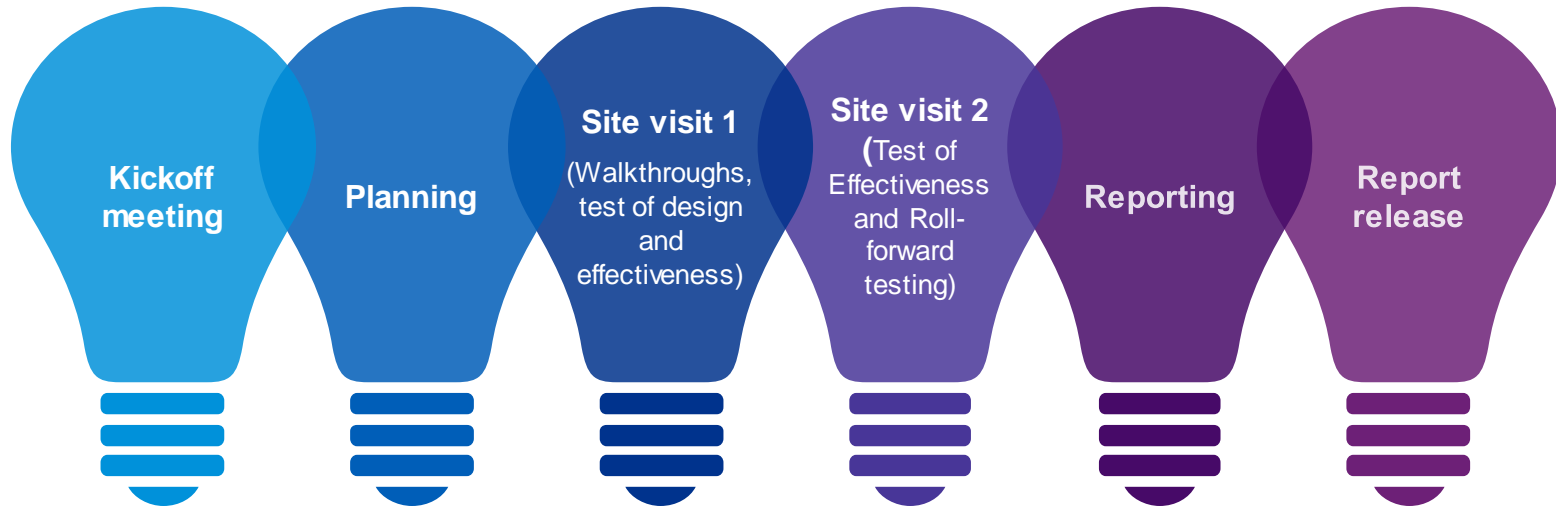 Kickoff
meeting
Planning
Site visit 1
(Walkthroughs,
test of design
and
effectiveness)
Site visit 2
(Test of
Effectiveness
and Roll-
forward
testing)
Reporting
Report
release